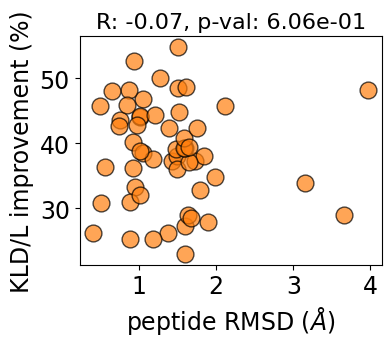 R: -0.07, p-val: 6.06e-01
KLD/L improvement (%)
50
40
30
1
2
3
4
peptide RMSD (Å)